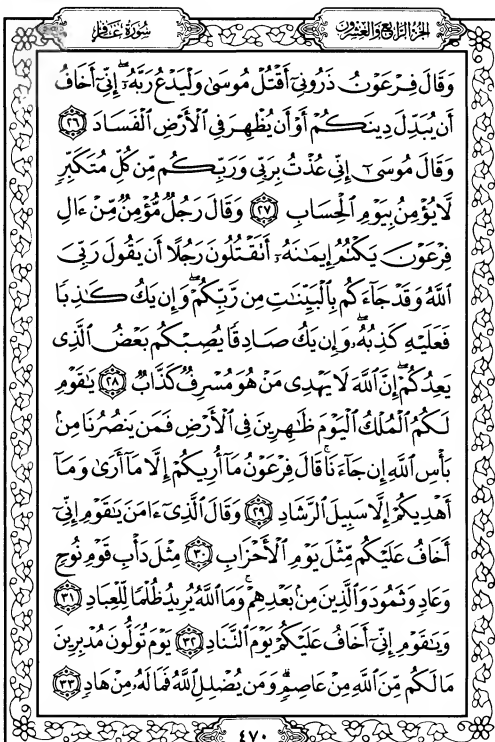 الجزء الرابع والعشرون
سورة غافر
وَقَالَ فِرْعَوْنُ ذَرُونِىٓ أَقْتُلْ مُوسَىٰ وَلْيَدْعُ رَبَّهُۥٓ ۖ إِنِّىٓ أَخَافُ
أَن يُبَدِّلَ دِينَكُمْ أَوْ أَن يُظْهِرَ فِى ٱلْأَرْضِ ٱلْفَسَادَ ٢٦
وَقَالَ مُوسَىٰٓ إِنِّى عُذْتُ بِرَبِّى وَرَبِّكُم مِّن كُلِّ مُتَكَبِّرٍ
لَّا يُؤْمِنُ بِيَوْمِ ٱلْحِسَابِ ٢٧ وَقَالَ رَجُلٌ مُّؤْمِنٌ مِّنْ ءَالِ
فِرْعَوْنَ يَكْتُمُ إِيمَـٰنَهُۥٓ أَتَقْتُلُونَ رَجُلًا أَن يَقُولَ رَبِّىَ
ٱللَّهُ وَقَدْ جَآءَكُم بِٱلْبَيِّنَـٰتِ مِن رَّبِّكُمْ ۖ وَإِن يَكُ كَـٰذِبًا
فَعَلَيْهِ كَذِبُهُۥ ۖ وَإِن يَكُ صَادِقًا يُصِبْكُم بَعْضُ ٱلَّذِى
يَعِدُكُمْ ۖ إِنَّ ٱللَّهَ لَا يَهْدِى مَنْ هُوَ مُسْرِفٌ كَذَّابٌ ٢٨ يَـٰقَوْمِ
لَكُمُ ٱلْمُلْكُ ٱلْيَوْمَ ظَـٰهِرِينَ فِى ٱلْأَرْضِ فَمَن يَنصُرُنَا مِنۢ
بَأْسِ ٱللَّهِ إِن جَآءَنَا ۚ قَالَ فِرْعَوْنُ مَآ أُرِيكُمْ إِلَّا مَآ أَرَىٰ وَمَآ
أَهْدِيكُمْ إِلَّا سَبِيلَ ٱلرَّشَادِ ٢٩ وَقَالَ ٱلَّذِىٓ ءَامَنَ يَـٰقَوْمِ إِنِّىٓ
أَخَافُ عَلَيْكُم مِّثْلَ يَوْمِ ٱلْأَحْزَابِ ٣٠ مِثْلَ دَأْبِ قَوْمِ نُوحٍ
وَعَادٍ وَثَمُودَ وَٱلَّذِينَ مِنۢ بَعْدِهِمْ ۚ وَمَا ٱللَّهُ يُرِيدُ ظُلْمًا لِّلْعِبَادِ ٣١
وَيَـٰقَوْمِ إِنِّىٓ أَخَافُ عَلَيْكُمْ يَوْمَ ٱلتَّنَادِ ٣٢ يَوْمَ تُوَلُّونَ مُدْبِرِينَ
مَا لَكُم مِّنَ ٱللَّهِ مِنْ عَاصِمٍ ۗ وَمَن يُضْلِلِ ٱللَّهُ فَمَا لَهُۥ مِنْ هَادٍ ٣٣
٤٧٠